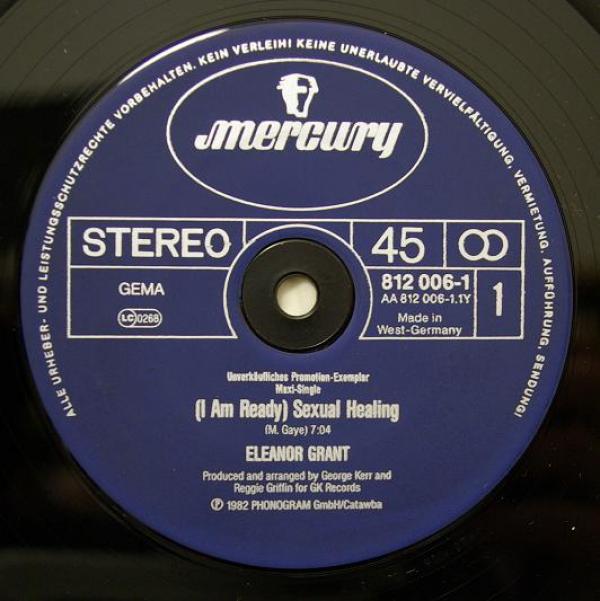 ALLE URHEBER- UND LEISTUNGSSCHUTZRECHTE VORBEHALTEN. KEIN VERLEIH! KEINE UNERLAUBTE VERVIELFÄLTIGUNG, VERMIETUNG, AUFFÜHRUNG, SENDUNG!
mercury
STEREO
45
GEMA
LC 0268
812 006-1
AA 812 006-1.1Y
Made in
West-Germany
1
Unverkäufliches Promotion-Exemplar
Maxi-Single
(I Am Ready) Sexual Healing
(M. Gaye) 7:04
ELEANOR GRANT
Produced and arranged by George Kerr and
Reggie Griffin for GK Records
℗ 1982 PHONOGRAM GmbH/Catawba